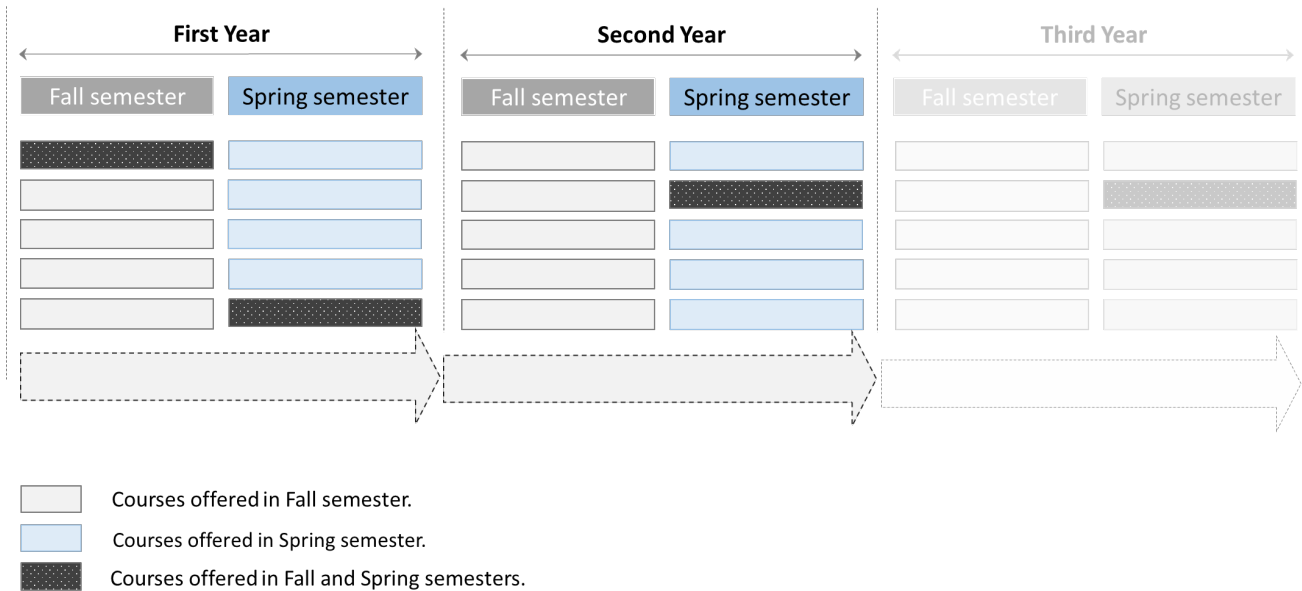 First Year
Second Year
Third Year
Fall semester
Spring semester
Fall semester
Spring semester
Fall semester
Spring semester
Courses offered in Fall semester.
Courses offered in Spring semester.
Courses offered in Fall and Spring semesters.